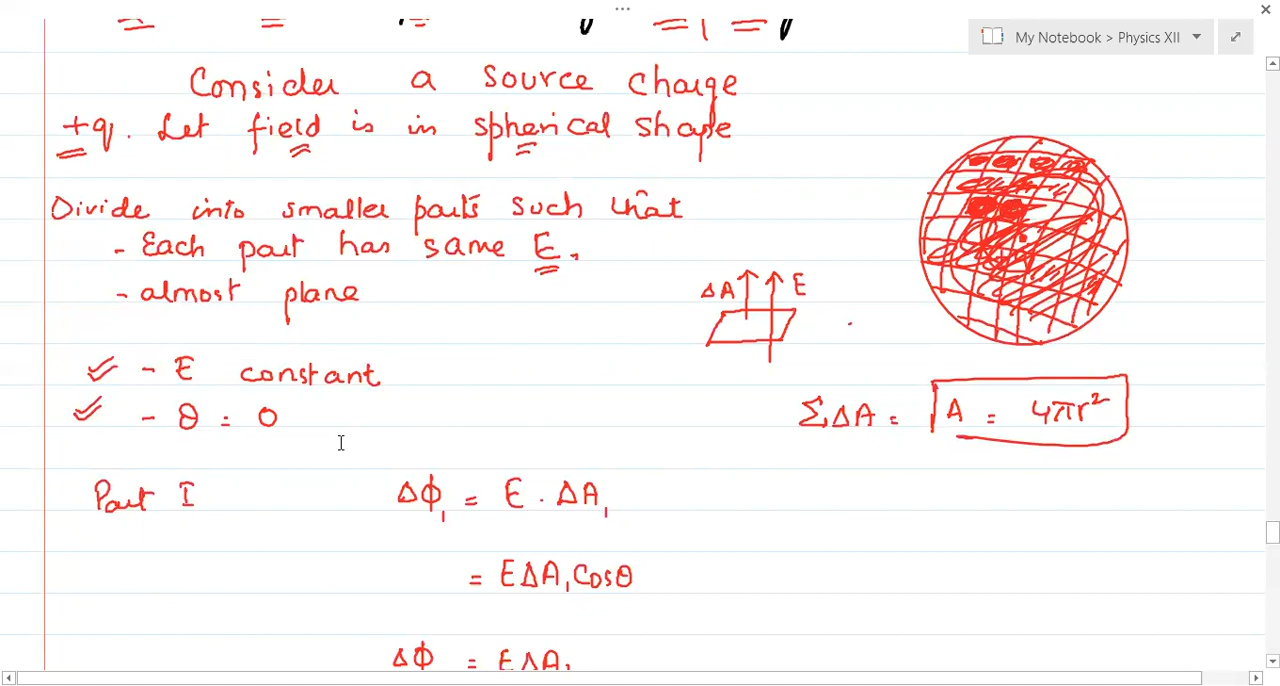 My Notebook > Physics XII
Consider a source charge
+q. Let field is in spherical shape
Divide into smaller parts such that
- Each part has same E,
- almost plane
ΔA E
- E constant
- θ = 0
ΣΔA = A = 4πr²
Part I Δϕ₁ = E . ΔA₁
= EΔA₁Cosθ
Δϕ = EΔA₁